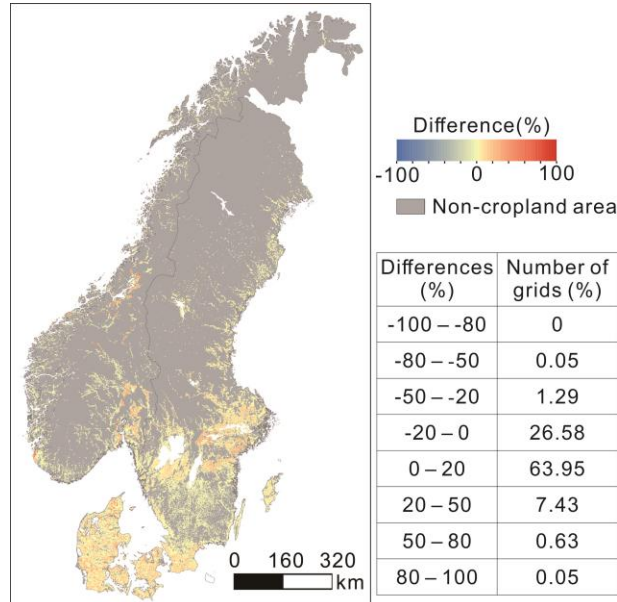 Difference(%)
-100 0 100
Non-cropland area
Differences (%) Number of grids (%)
-100 – -80 0
-80 – -50 0.05
-50 – -20 1.29
-20 – 0 26.58
0 – 20 63.95
20 – 50 7.43
50 – 80 0.63
80 – 100 0.05
0 160 320
km